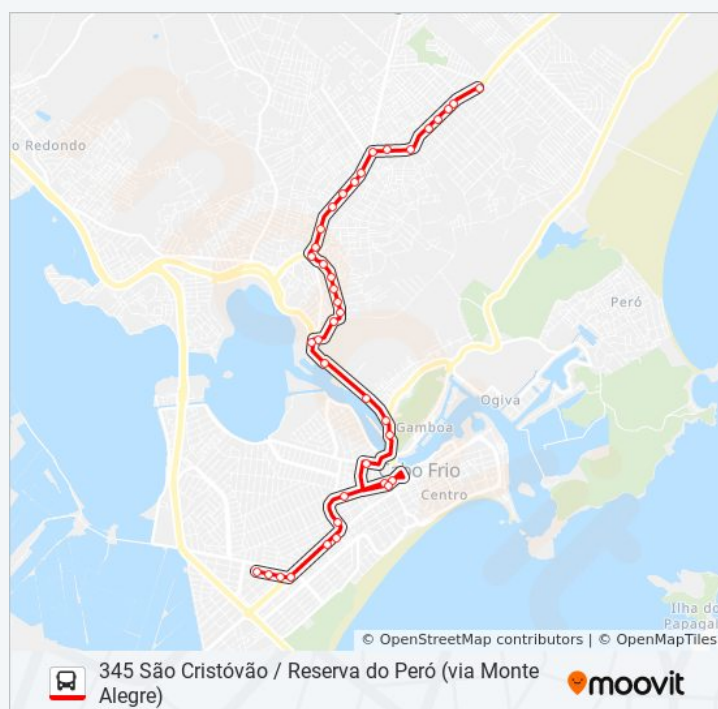 o Redondo
Peró
Ogiva
Gamboa
Cabo Frio
Centro
Ilha do
Papagai
© OpenStreetMap contributors | © OpenMapTiles
345 São Cristóvão / Reserva do Peró (via Monte
Alegre)
moovit